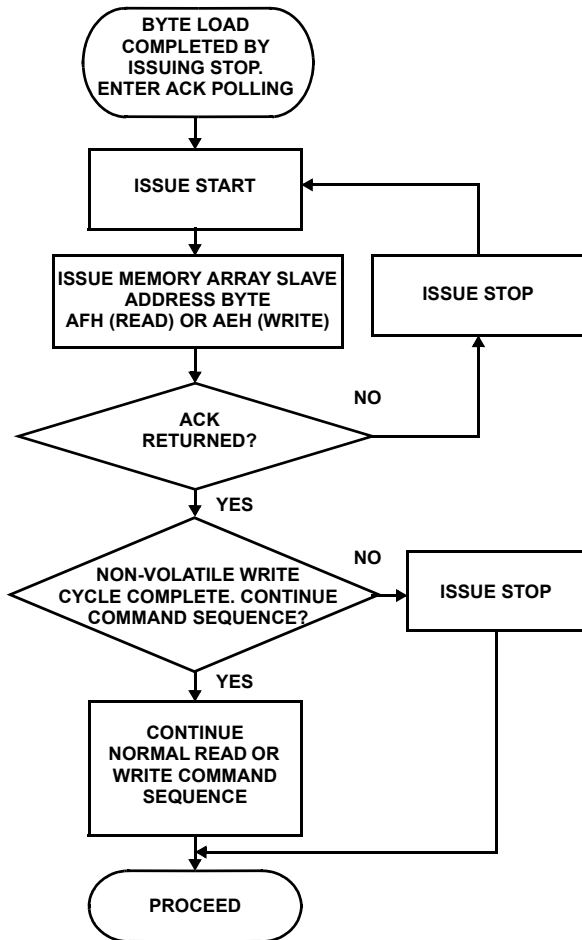 BYTE LOAD
COMPLETED BY
ISSUING STOP.
ENTER ACK POLLING
ISSUE START
ISSUE MEMORY ARRAY SLAVE
ADDRESS BYTE
AFH (READ) OR AEH (WRITE)
ISSUE STOP
ACK
RETURNED?
NO
YES
NON-VOLATILE WRITE
CYCLE COMPLETE. CONTINUE
COMMAND SEQUENCE?
NO
ISSUE STOP
YES
CONTINUE
NORMAL READ OR
WRITE COMMAND
SEQUENCE
PROCEED